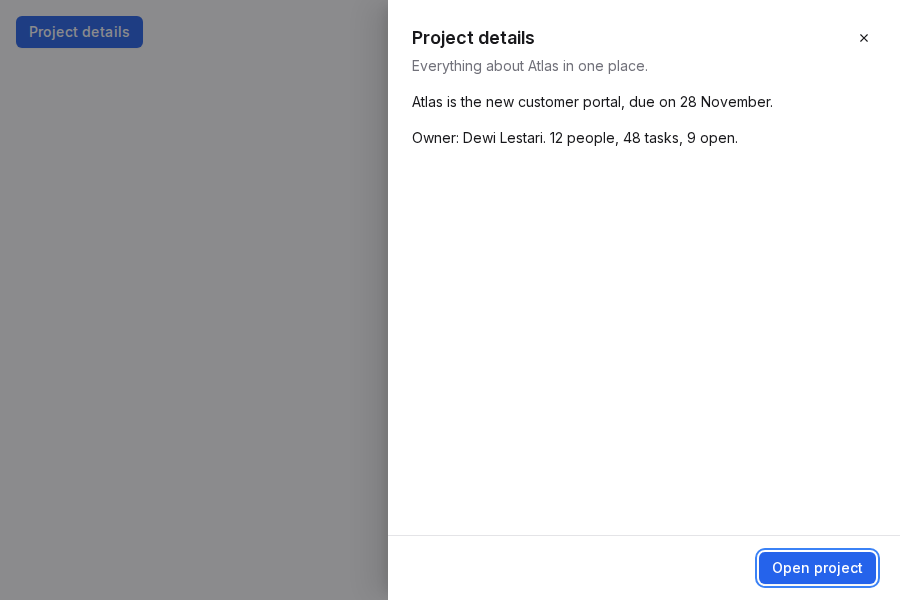 Project details
Project details
Everything about Atlas in one place.
Atlas is the new customer portal, due on 28 November.
Owner: Dewi Lestari. 12 people, 48 tasks, 9 open.
Open project